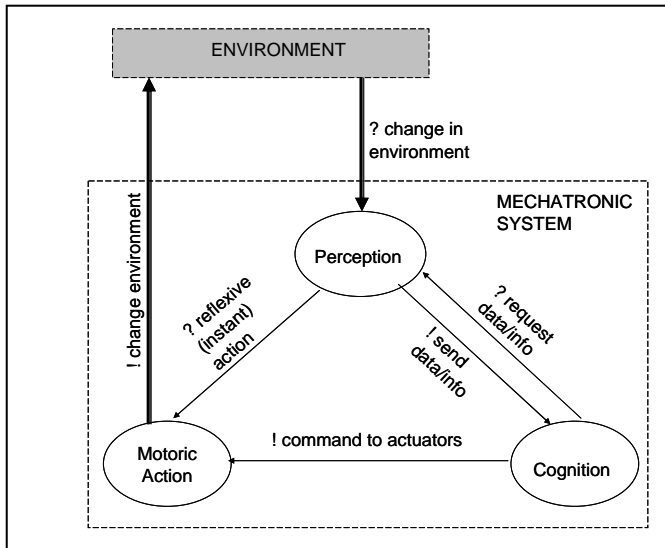 ENVIRONMENT
? change in
environment
MECHATRONIC
SYSTEM
! change environment
Perception
? reflexive
(instant)
action
? request
data/info
! send
data/info
! command to actuators
Motoric
Action
Cognition